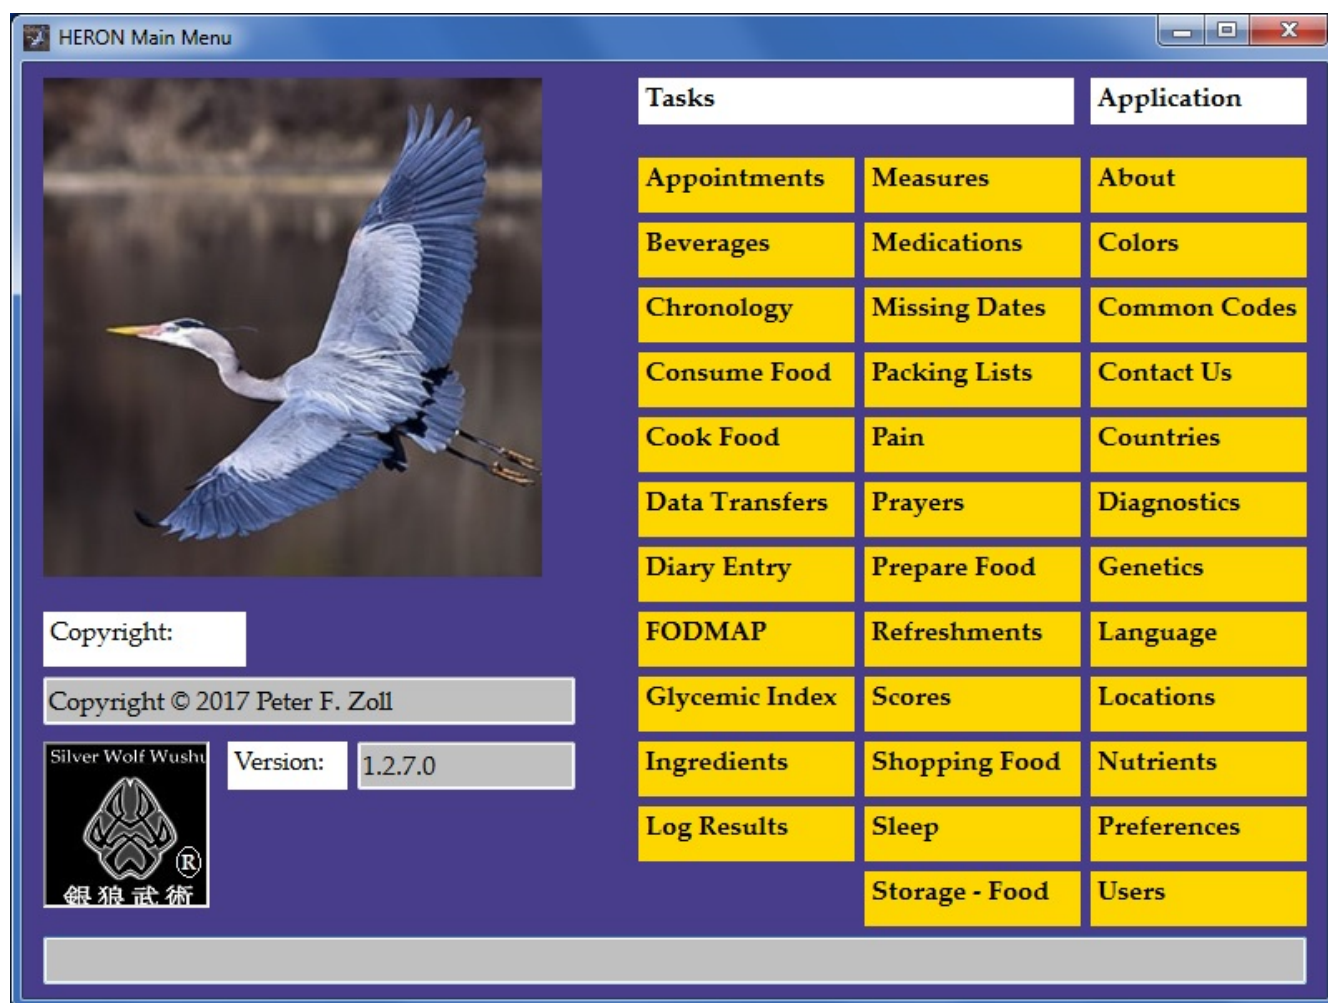 HERON Main Menu
Tasks
Application
Appointments
Measures
About
Beverages
Medications
Colors
Chronology
Missing Dates
Common Codes
Consume Food
Packing Lists
Contact Us
Cook Food
Pain
Countries
Data Transfers
Prayers
Diagnostics
Diary Entry
Prepare Food
Genetics
FODMAP
Refreshments
Language
Glycemic Index
Scores
Locations
Ingredients
Shopping Food
Nutrients
Log Results
Sleep
Preferences
Storage - Food
Users
Copyright:
Copyright © 2017 Peter F. Zoll
Silver Wolf Wushu
®
銀狼武術
Version:
1.2.7.0